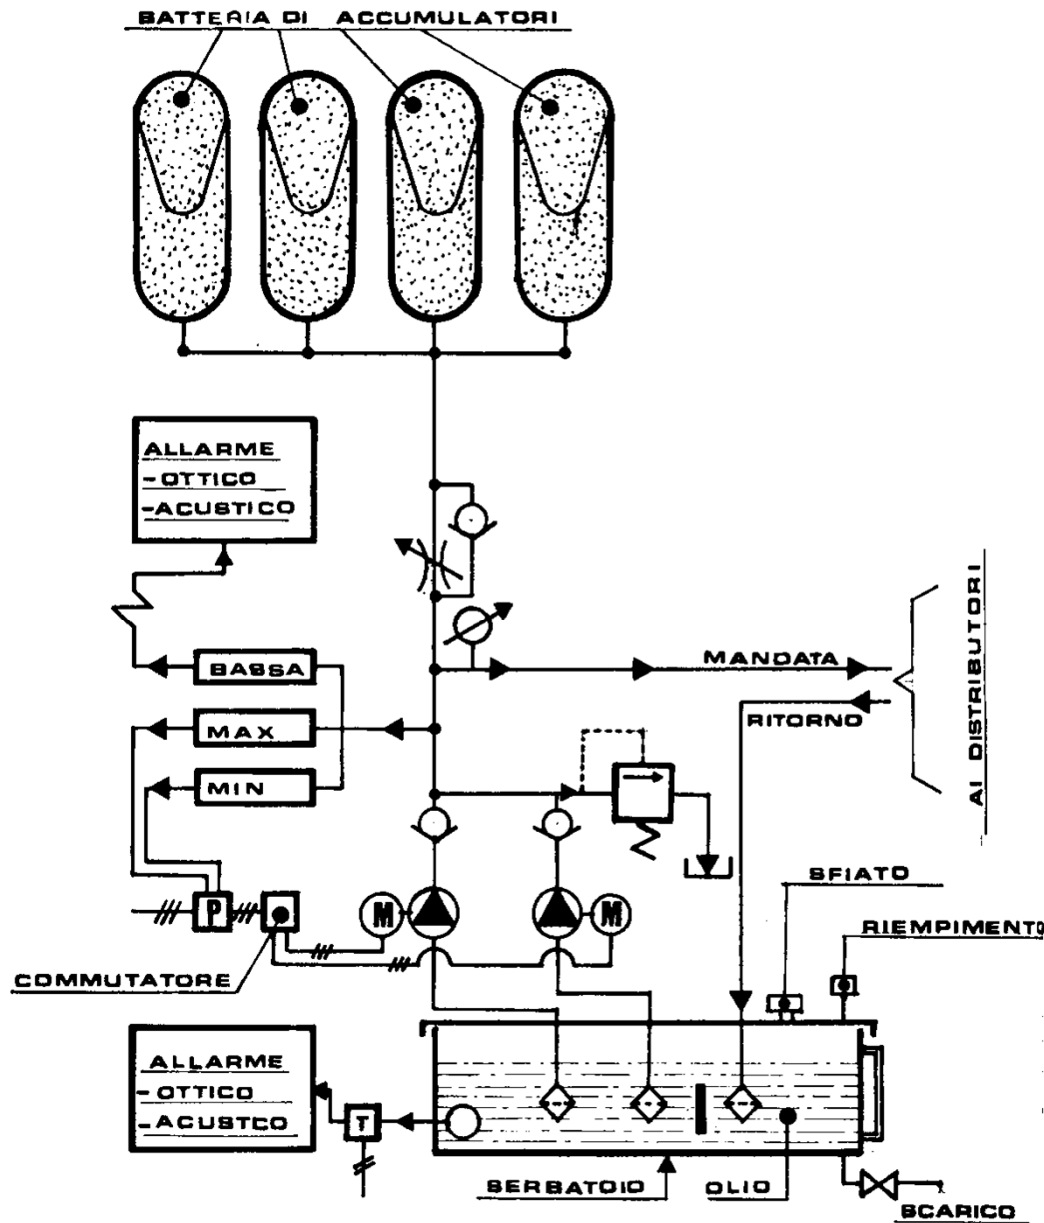 BATTERIA DI ACCUMULATORI
ALLARME
-OTTICO
-ACUSTICO
BASSA
MAX
MIN
MANDATA
RITORNO
AI DISTRIBUTORI
P
M
M
COMMUTATORE
SFIATO
RIEMPIMENTO
ALLARME
-OTTICO
-ACUSTCO
T
SERBATOIO
OLIO
SCARICO